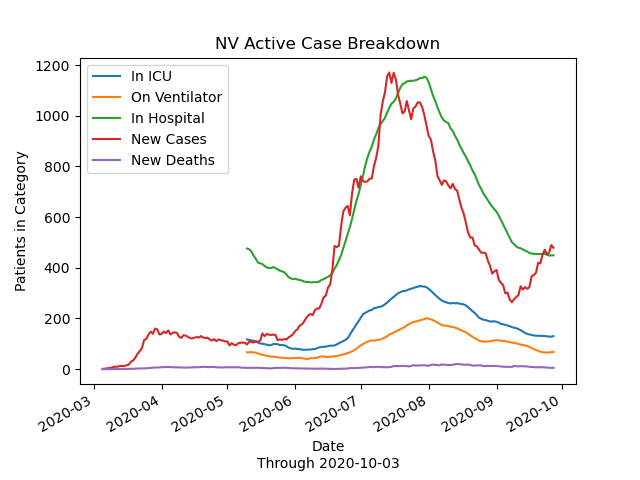 NV Active Case Breakdown
In ICU
On Ventilator
In Hospital
New Cases
New Deaths
Patients in Category
1200
1000
800
600
400
200
0
2020-03
2020-04
2020-05
2020-06
2020-07
2020-08
2020-09
2020-10
Date
Through 2020-10-03